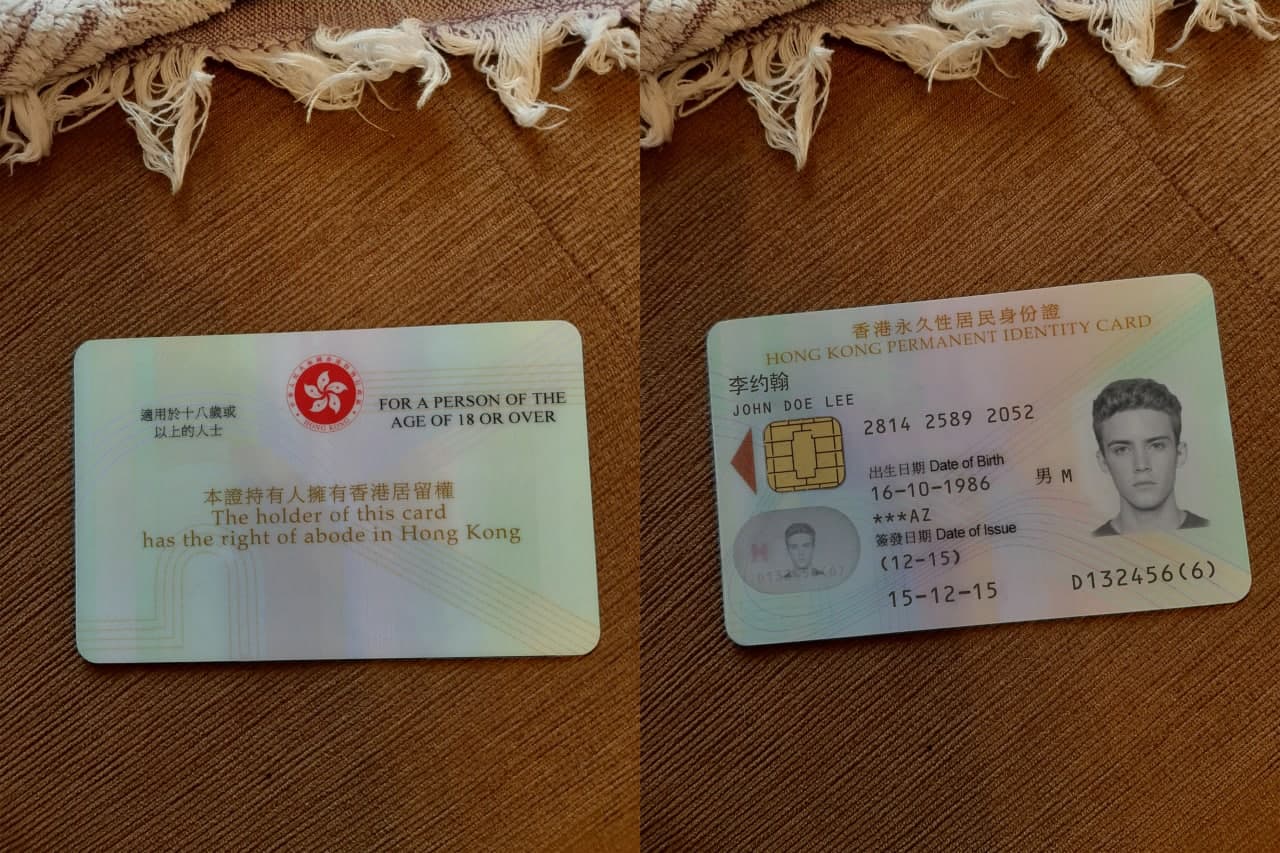 適用於十八歲或
以上的人士
HONG KONG
FOR A PERSON OF THE
AGE OF 18 OR OVER
本證持有人擁有香港居留權
The holder of this card
has the right of abode in Hong Kong
香港永久性居民身份證
HONG KONG PERMANENT IDENTITY CARD
李约翰
JOHN DOE LEE
2814 2589 2052
出生日期 Date of Birth
16-10-1986
男 M
***AZ
簽發日期 Date of Issue
(12-15)
15-12-15
D132456(6)